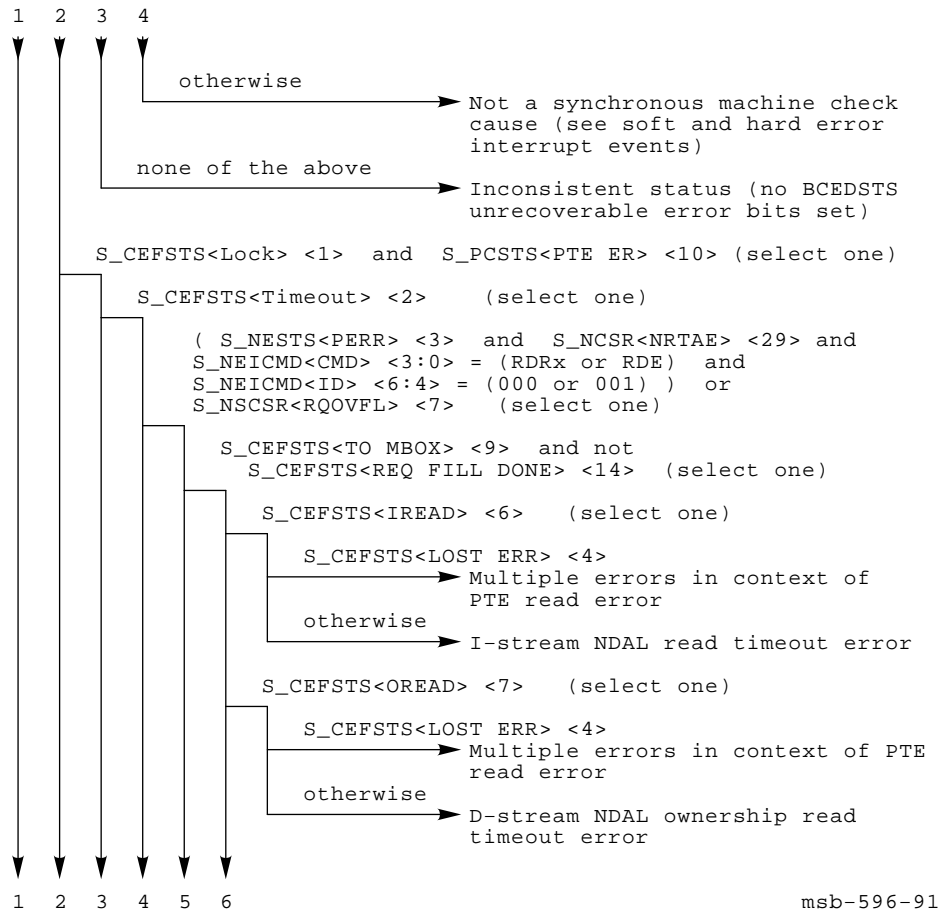 1 2 3 4
otherwise
Not a synchronous machine check
cause (see soft and hard error
interrupt events)
none of the above
Inconsistent status (no BCEDSTS
unrecoverable error bits set)
S_CEFSTS<Lock> <1> and S_PCSTS<PTE ER> <10> (select one)
S_CEFSTS<Timeout> <2> (select one)
( S_NESTS<PERR> <3> and S_NCSR<NRTAE> <29> and
S_NEICMD<CMD> <3:0> = (RDRx or RDE) and
S_NEICMD<ID> <6:4> = (000 or 001) ) or
S_NSCSR<RQOVFL> <7> (select one)
S_CEFSTS<TO MBOX> <9> and not
S_CEFSTS<REQ FILL DONE> <14> (select one)
S_CEFSTS<IREAD> <6> (select one)
S_CEFSTS<LOST ERR> <4>
Multiple errors in context of
PTE read error
otherwise
I-stream NDAL read timeout error
S_CEFSTS<OREAD> <7> (select one)
S_CEFSTS<LOST ERR> <4>
Multiple errors in context of PTE
read error
otherwise
D-stream NDAL ownership read
timeout error
1 2 3 4 5 6
msb-596-91